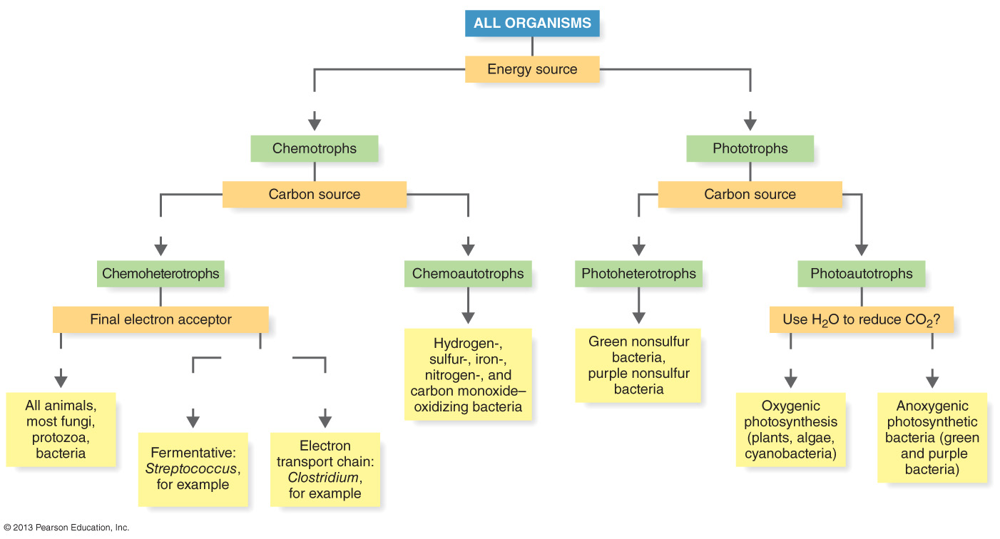 ALL ORGANISMS
Energy source
Chemotrophs
Phototrophs
Carbon source
Carbon source
Chemoheterotrophs
Chemoautotrophs
Photoheterotrophs
Photoautotrophs
Final electron acceptor
Use H₂O to reduce CO₂?
Hydrogen-,
sulfur-, iron-,
nitrogen-, and
carbon monoxide–
oxidizing bacteria
Green nonsulfur
bacteria,
purple nonsulfur
bacteria
All animals,
most fungi,
protozoa,
bacteria
Fermentative:
Streptococcus,
for example
Electron
transport chain:
Clostridium,
for example
Oxygenic
photosynthesis
(plants, algae,
cyanobacteria)
Anoxygenic
photosynthetic
bacteria (green
and purple
bacteria)
© 2013 Pearson Education, Inc.